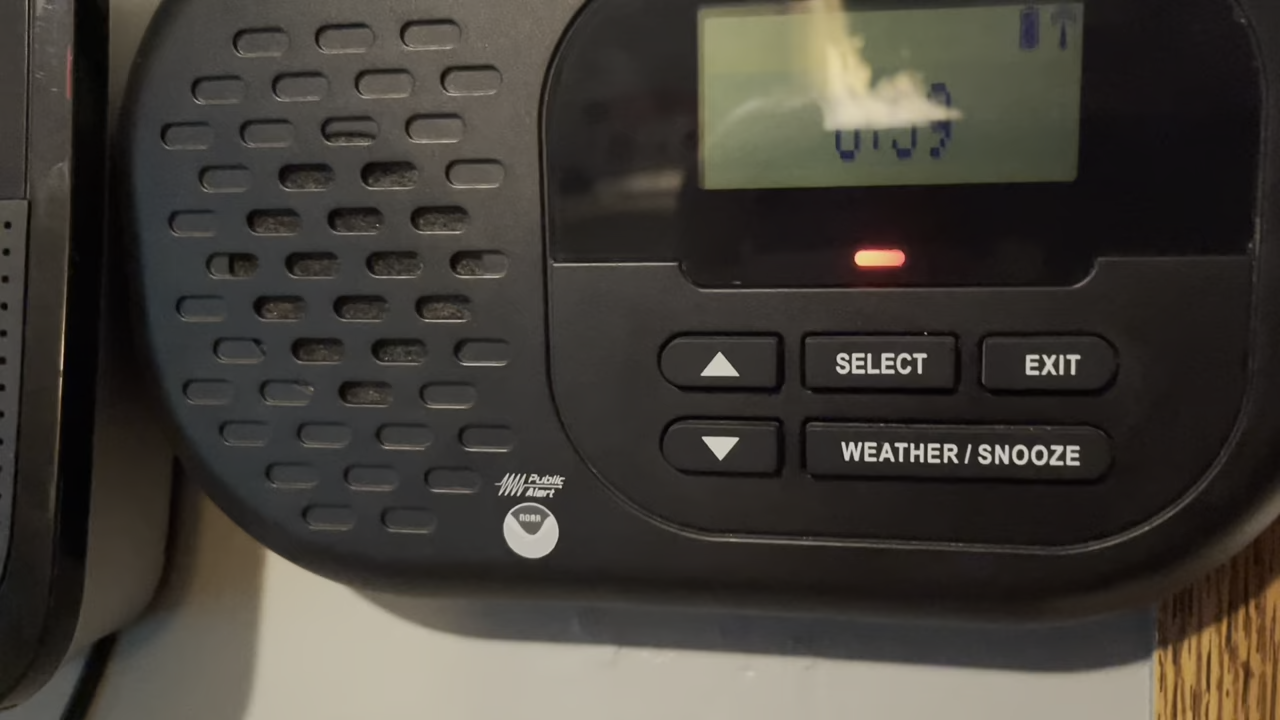 SELECT
EXIT
WEATHER / SNOOZE
Public
Alert
NOAA